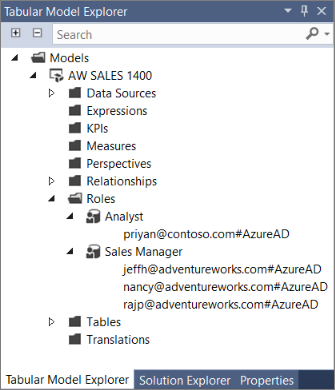 Tabular Model Explorer
Search
Models
AW SALES 1400
Data Sources
Expressions
KPIs
Measures
Perspectives
Relationships
Roles
Analyst
priyan@contoso.com#AzureAD
Sales Manager
jeffh@adventureworks.com#AzureAD
nancy@adventureworks.com#AzureAD
rajp@adventureworks.com#AzureAD
Tables
Translations
Tabular Model Explorer Solution Explorer Properties